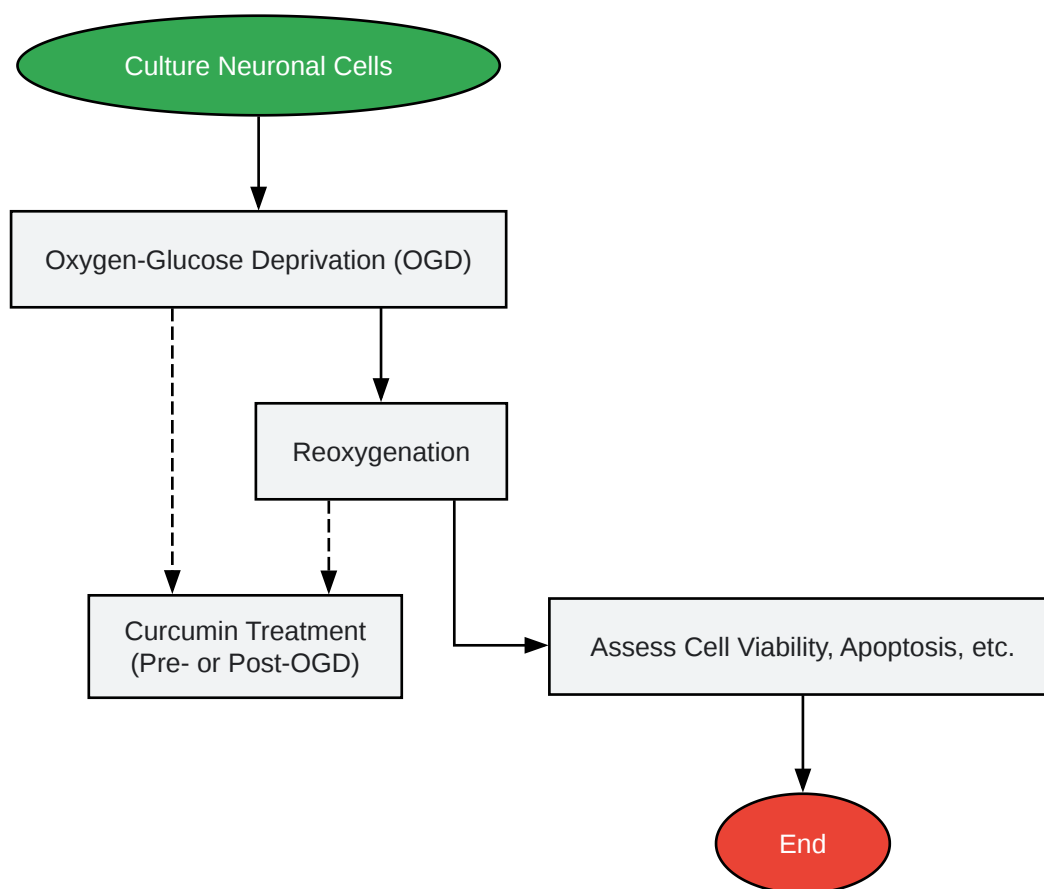 Culture Neuronal Cells
Oxygen-Glucose Deprivation (OGD)
Reoxygenation
Curcumin Treatment
(Pre- or Post-OGD)
Assess Cell Viability, Apoptosis, etc.
End